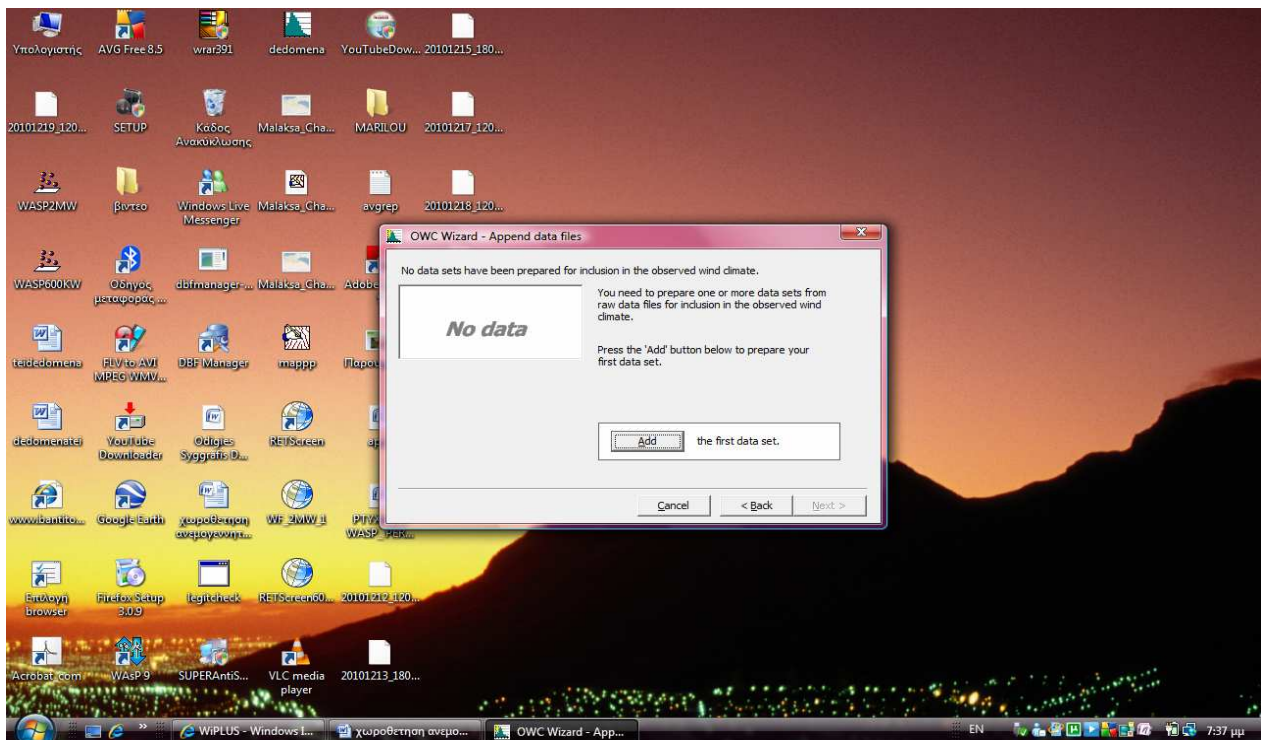 Υπολογιστής
AVG Free 8.5
wrar391
dedomena
YouTubeDow...
20101215_180...
20101219_120...
SETUP
Κάδος
Ανακύκλωσης
Malaksa_Cha...
MARILOU
20101217_120...
WASP2MW
βιντεο
Windows Live
Messenger
Malaksa_Cha...
avgrep
20101218_120...
WASP600KW
Οδηγός
μεταφοράς ...
dbfmanager-...
Malaksa_Cha...
Adobe
teidedomena
FLV to AVI
MPEG WMV...
DBF Manager
mappp
Παρου
dedomenatei
YouTube
Downloader
Odigies
Syggrafis D...
RETScreen
www.bantito...
Google Earth
χωροθετηση
ανεμογεννητ...
WF_2MW_1
WASP_PER...
Επιλογή
browser
Firefox Setup
3.0.9
legitcheck
RETScreen60...
20101212_120...
Acrobat_com
WAsP 9
SUPERAntiS...
VLC media
player
20101213_180...
OWC Wizard - Append data files
No data sets have been prepared for inclusion in the observed wind climate.
No data
You need to prepare one or more data sets from
raw data files for inclusion in the observed wind
climate.
Press the 'Add' button below to prepare your
first data set.
Add
the first data set.
Cancel
< Back
Next >
WiPLUS - Windows I...
χωροθετηση ανεμο...
OWC Wizard - App...
EN
7:37 μμ